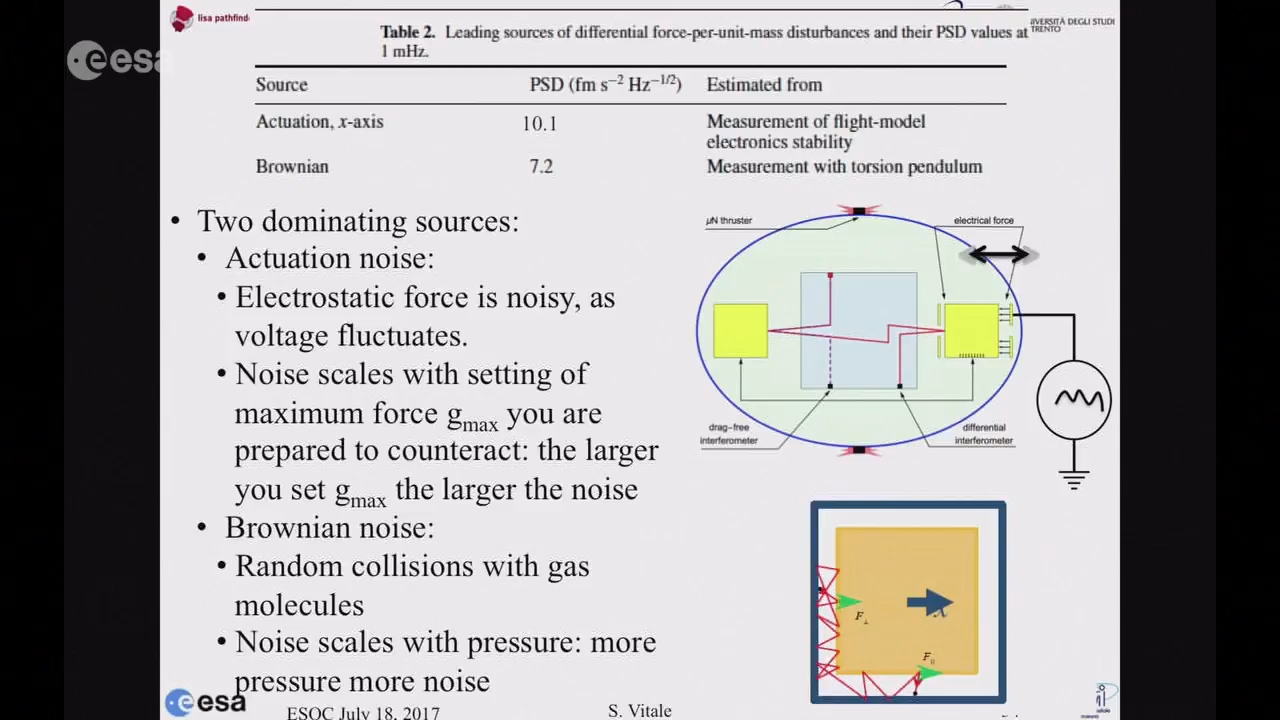 lisa pathfind
esa
UNIVERSITÀ DEGLI STUDI
TRENTO
Table 2. Leading sources of differential force-per-unit-mass disturbances and their PSD values at
1 mHz.
Source PSD (fm s⁻² Hz⁻¹/²) Estimated from
Actuation, x-axis 10.1 Measurement of flight-model
electronics stability
Brownian 7.2 Measurement with torsion pendulum
• Two dominating sources:
• Actuation noise:
• Electrostatic force is noisy, as
voltage fluctuates.
• Noise scales with setting of
maximum force gmax you are
prepared to counteract: the larger
you set gmax the larger the noise
• Brownian noise:
• Random collisions with gas
molecules
• Noise scales with pressure: more
pressure more noise
μN thruster
electrical force
drag-free
interferometer
differential
interferometer
F⊥
x
F||
esa
ESOC July 18, 2017
S. Vitale